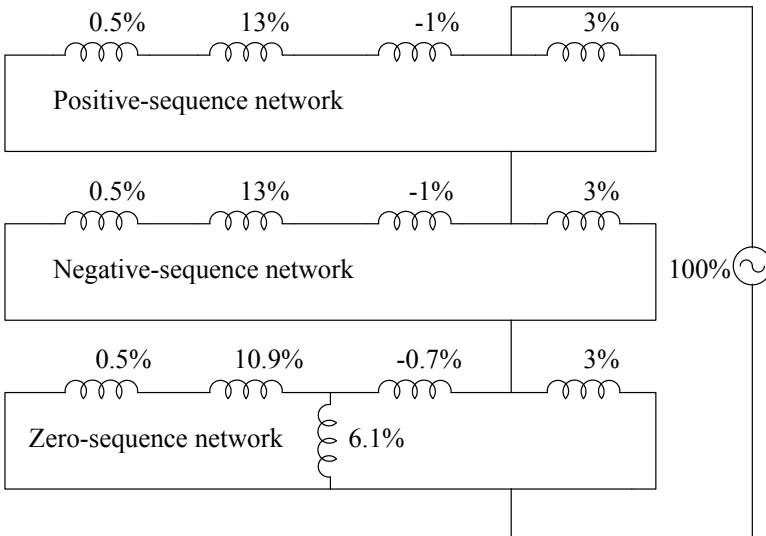 0.5% 13% -1% 3%
Positive-sequence network
0.5% 13% -1% 3%
Negative-sequence network
100%
0.5% 10.9% -0.7% 3%
Zero-sequence network 6.1%